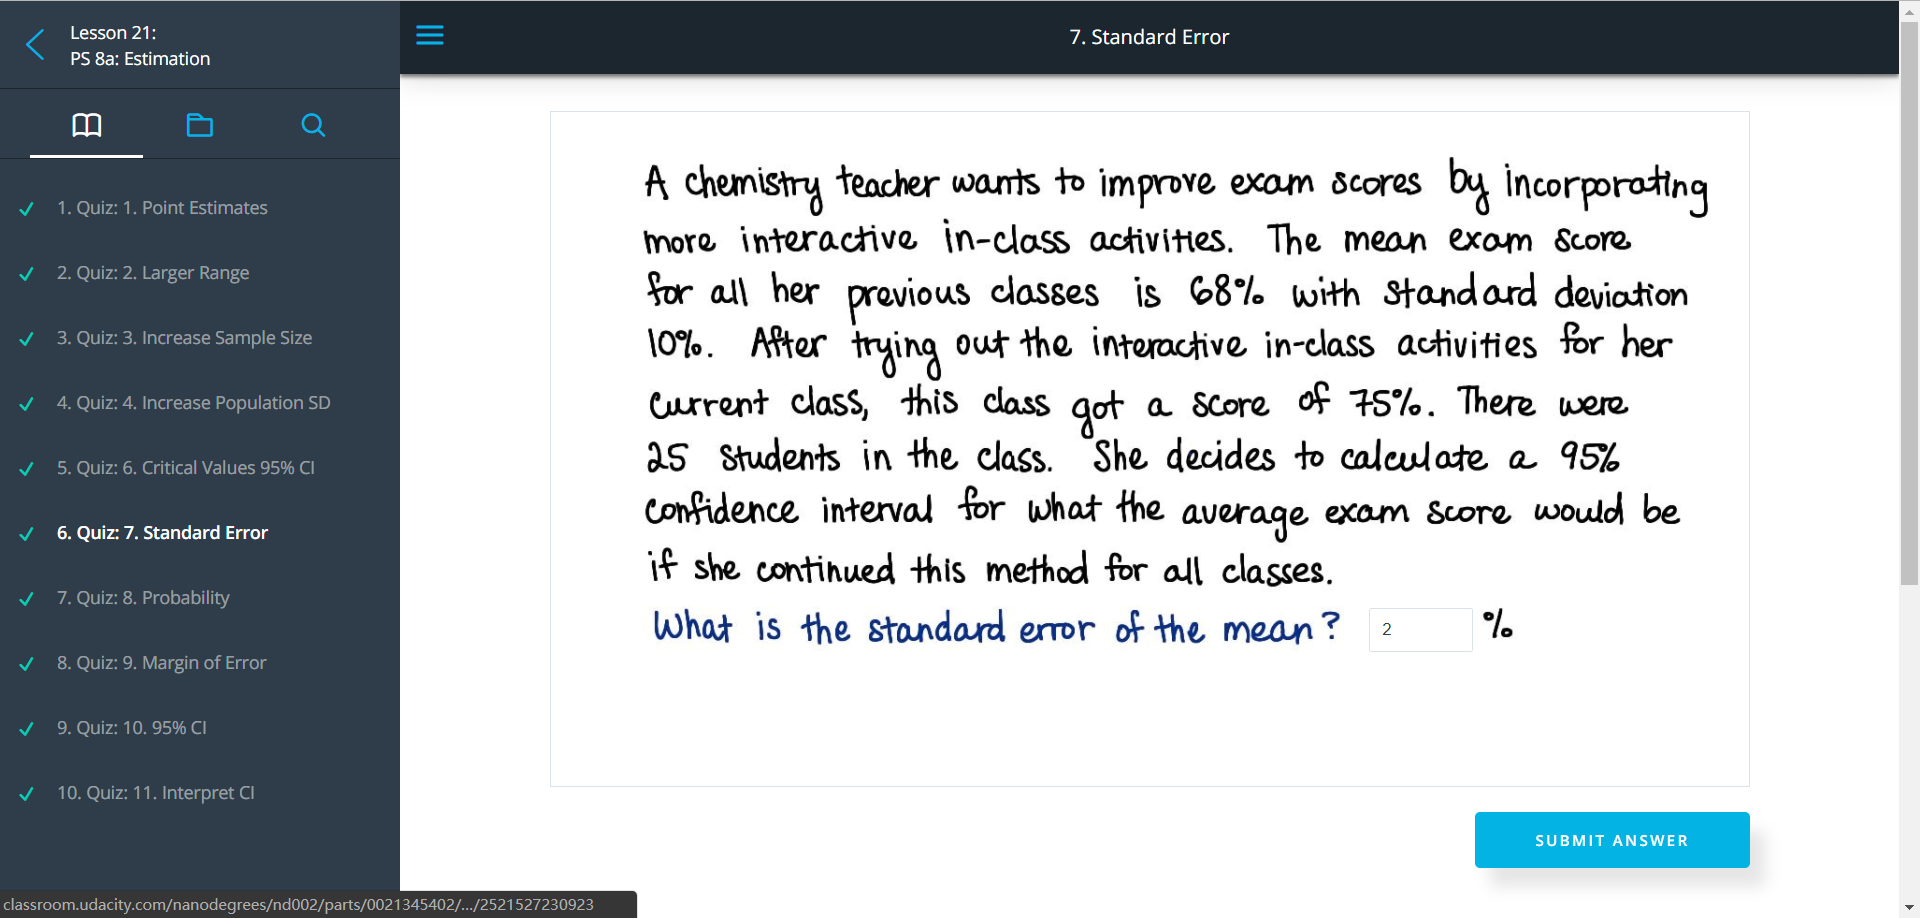 Lesson 21:
PS 8a: Estimation
7. Standard Error
1. Quiz: 1. Point Estimates
2. Quiz: 2. Larger Range
3. Quiz: 3. Increase Sample Size
4. Quiz: 4. Increase Population SD
5. Quiz: 6. Critical Values 95% CI
6. Quiz: 7. Standard Error
7. Quiz: 8. Probability
8. Quiz: 9. Margin of Error
9. Quiz: 10. 95% CI
10. Quiz: 11. Interpret CI
A chemistry teacher wants to improve exam scores by incorporating
more interactive in-class activities. The mean exam score
for all her previous classes is 68% with standard deviation
10%. After trying out the interactive in-class activities for her
current class, this class got a score of 75%. There were
25 students in the class. She decides to calculate a 95%
confidence interval for what the average exam score would be
if she continued this method for all classes.
What is the standard error of the mean? 2 %
SUBMIT ANSWER
classroom.udacity.com/nanodegrees/nd002/parts/0021345402/.../2521527230923